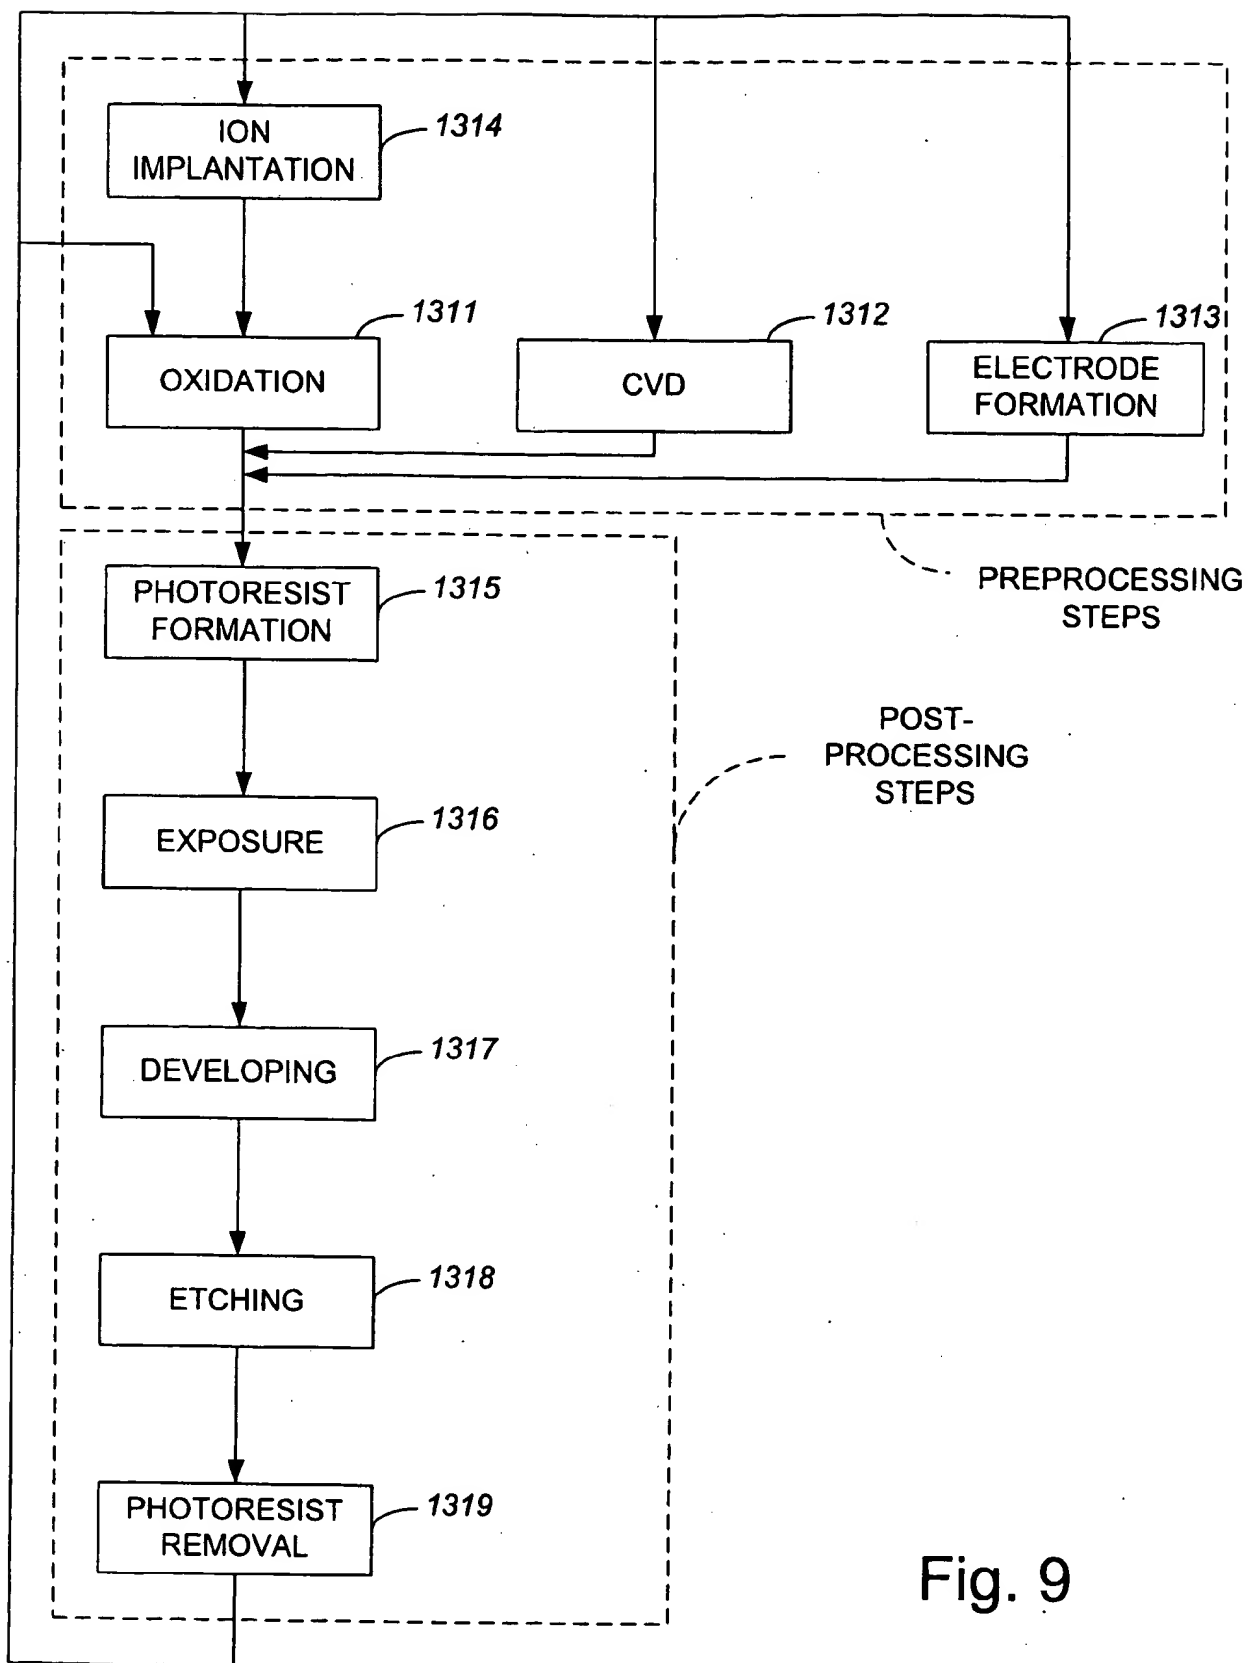 ION
IMPLANTATION
1314
OXIDATION
1311
CVD
1312
ELECTRODE
FORMATION
1313
PREPROCESSING
STEPS
PHOTORESIST
FORMATION
1315
POST-
PROCESSING
STEPS
EXPOSURE
1316
DEVELOPING
1317
ETCHING
1318
PHOTORESIST
REMOVAL
1319
Fig. 9